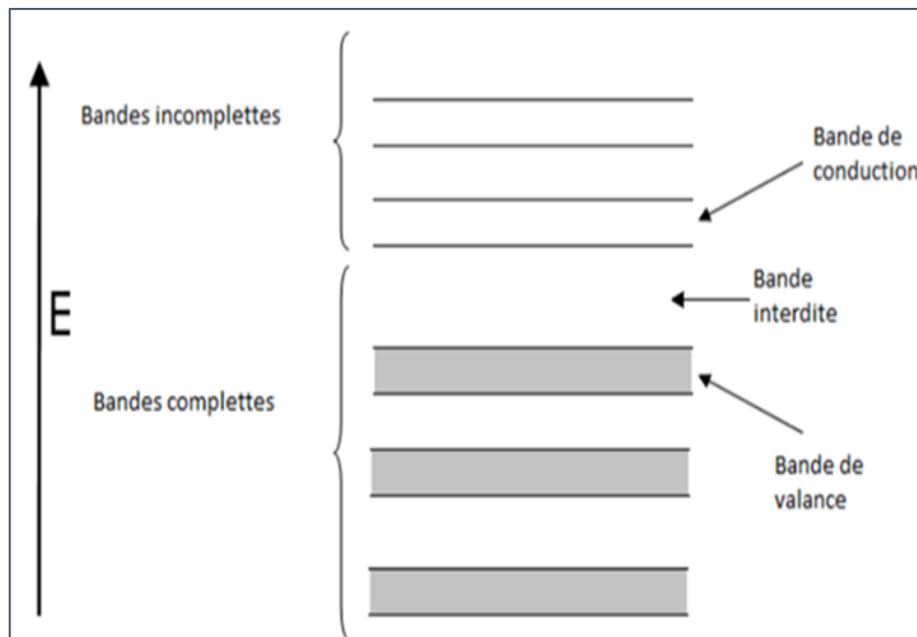 Bandes incomplettes
Bande de
conduction
Bande
interdite
E
Bandes complettes
Bande de
valance